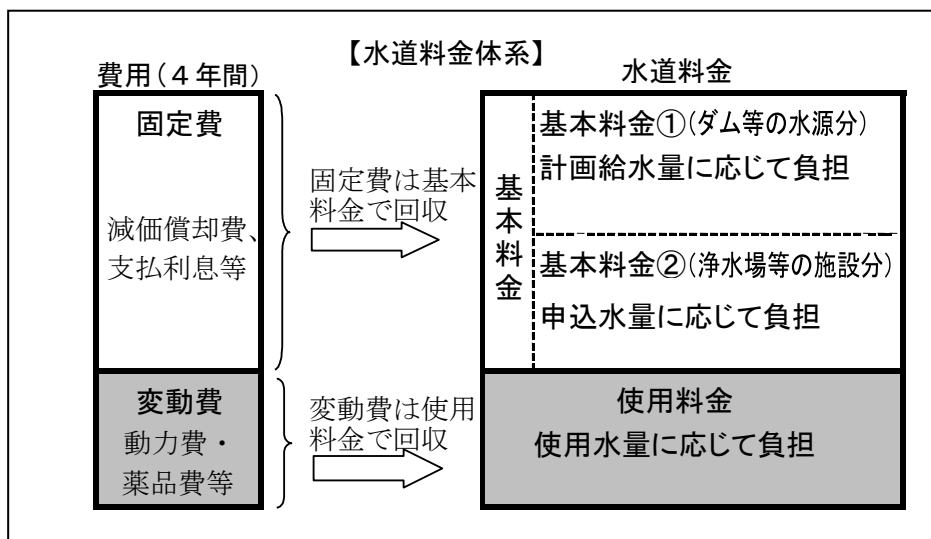 【水道料金体系】
費用（４年間）
固定費
減価償却費、
支払利息等
変動費
動力費・
薬品費等
固定費は基本
料金で回収
変動費は使用
料金で回収
水道料金
基本料金
基本料金①(ダム等の水源分)
計画給水量に応じて負担
基本料金②(浄水場等の施設分)
申込水量に応じて負担
使用料金
使用水量に応じて負担